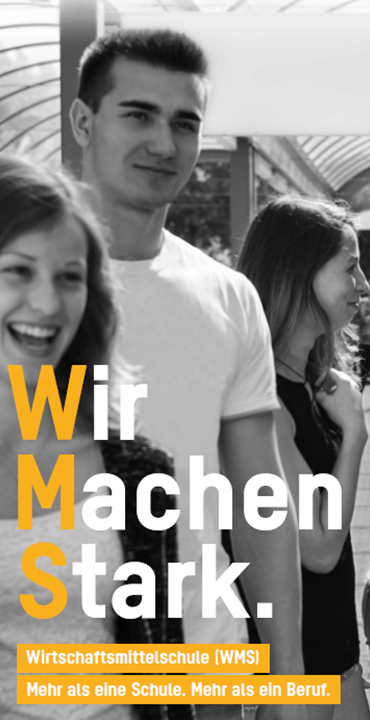 Wir
Machen
Stark.
Wirtschaftsmittelschule (WMS)
Mehr als eine Schule. Mehr als ein Beruf.